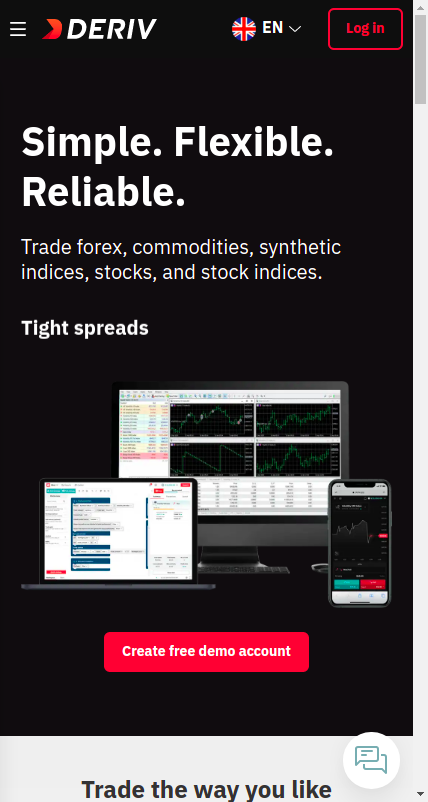 DERIV
EN
Log in
Simple. Flexible.
Reliable.
Trade forex, commodities, synthetic
indices, stocks, and stock indices.
Tight spreads
Create free demo account
Trade the way you like